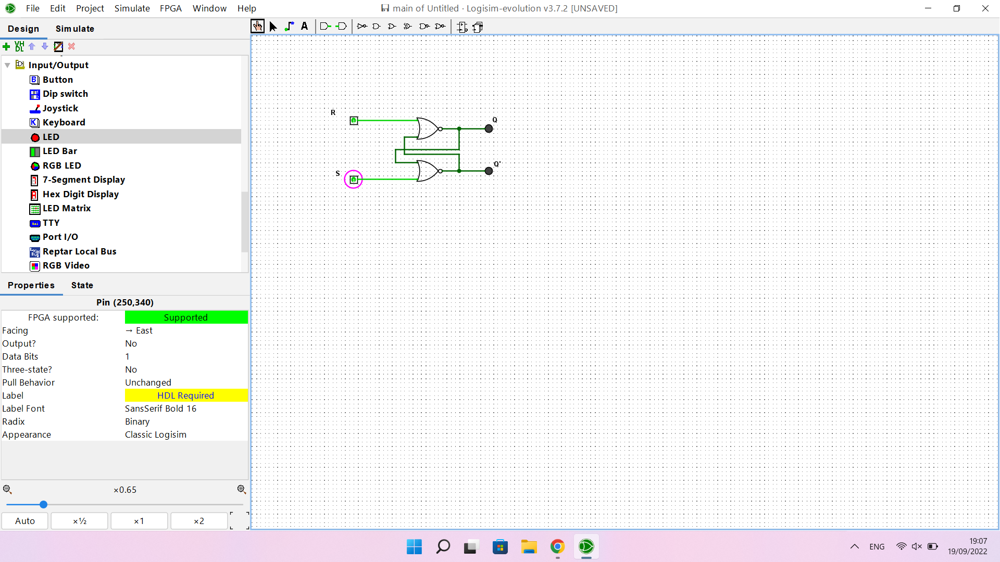 File Edit Project Simulate FPGA Window Help
main of Untitled · Logisim-evolution v3.7.2 [UNSAVED]
Design Simulate
A
VH
DL
Input/Output
Button
Dip switch
Joystick
Keyboard
LED
LED Bar
RGB LED
7-Segment Display
Hex Digit Display
LED Matrix
TTY
Port I/O
Reptar Local Bus
RGB Video
Properties State
Pin (250,340)
FPGA supported: Supported
Facing → East
Output? No
Data Bits 1
Three-state? No
Pull Behavior Unchanged
Label HDL Required
Label Font SansSerif Bold 16
Radix Binary
Appearance Classic Logisim
×0.65
Auto ×½ ×1 ×2
R
Q
S
Q'
ENG
19:07
19/09/2022